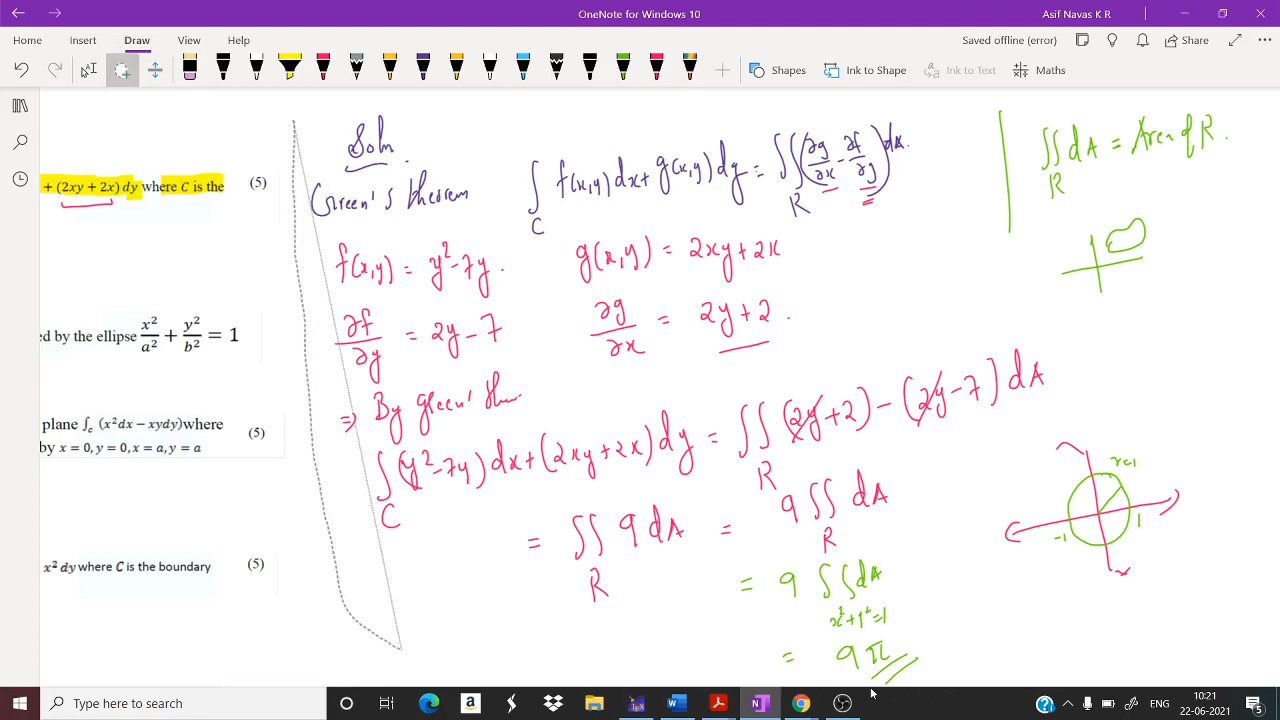 OneNote for Windows 10
Asif Navas K R
Home Insert Draw View Help
Saved offline (error) Share
Shapes Ink to Shape Ink to Text Maths
+ (2xy + 2x) dy where C is the (5)
ed by the ellipse x²/a² + y²/b² = 1
plane ∫c (x²dx − xydy)where
by x = 0, y = 0, x = a, y = a (5)
x² dy where C is the boundary (5)
Soln.
Green's theorem ∫C f(x,y)dx + g(x,y)dy = ∬R (∂g/∂x − ∂f/∂y) dA.
f(x,y) = y² − 7y. g(x,y) = 2xy + 2x
∂f/∂y = 2y − 7 ∂g/∂x = 2y + 2.
⇒ By green's thm.
∫C (y² − 7y)dx + (2xy + 2x)dy = ∬R (2y + 2) − (2y − 7) dA
= ∬R 9 dA = 9 ∬R dA
= 9 ∬ dA
= 9π
∬R dA = Area of R.
r=1
-1 1
Type here to search
10:21
22-06-2021
5